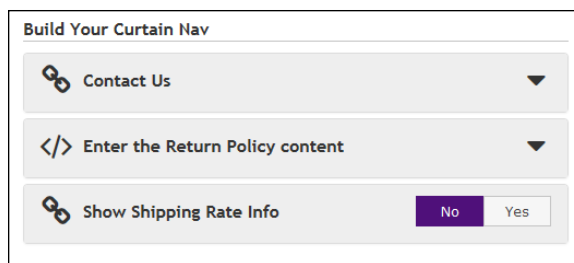 Build Your Curtain Nav
Contact Us
</> Enter the Return Policy content
Show Shipping Rate Info No Yes